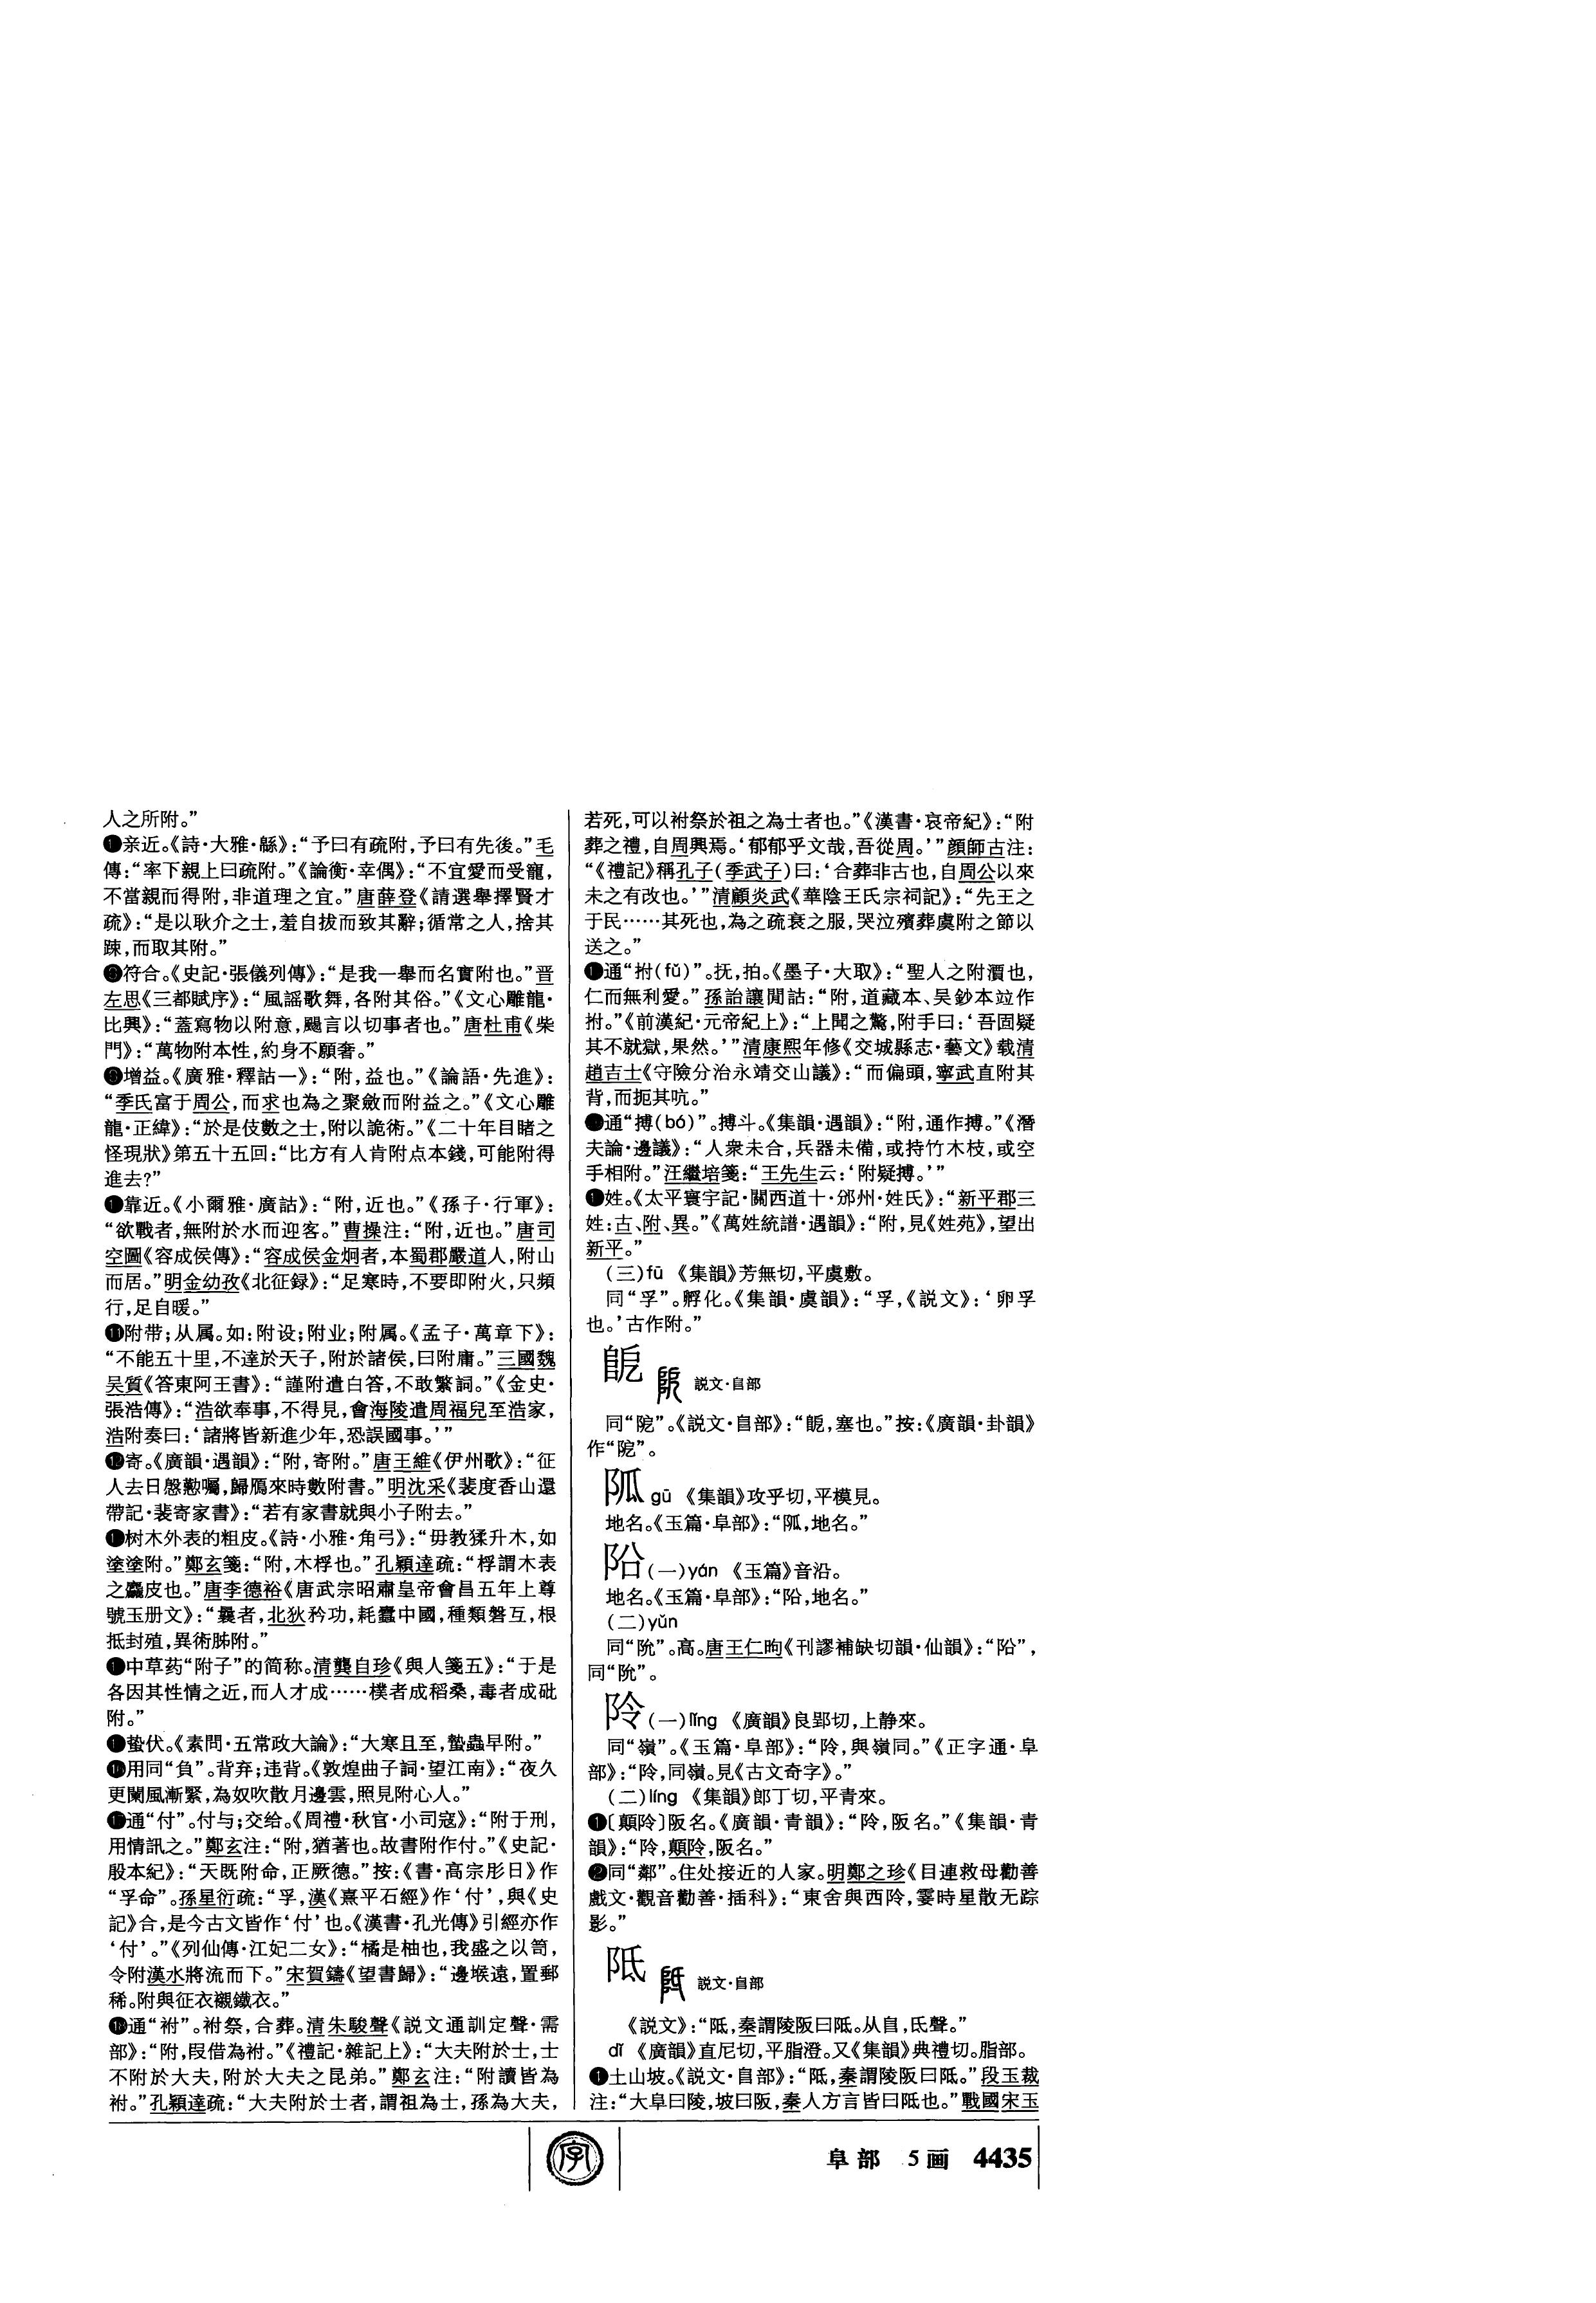 人之所附。”
❶亲近。《詩·大雅·緜》：“予曰有疏附，予曰有先後。”毛
傳：“率下親上曰疏附。”《論衡·幸偶》：“不宜愛而受寵，
不當親而得附，非道理之宜。”唐薛登《請選舉擇賢才
疏》：“是以耿介之士，羞自拔而致其辭；循常之人，捨其
踈，而取其附。”
符合。《史記·張儀列傳》：“是我一舉而名實附也。”晋
左思《三都賦序》：“風謡歌舞，各附其俗。”《文心雕龍·
比興》：“蓋寫物以附意，颺言以切事者也。”唐杜甫《柴
門》：“萬物附本性，約身不願奢。”
增益。《廣雅·釋詁一》：“附，益也。”《論語·先進》：
“季氏富于周公，而求也為之聚斂而附益之。”《文心雕
龍·正緯》：“於是伎數之士，附以詭術。”《二十年目睹之
怪現狀》第五十五回：“比方有人肯附点本錢，可能附得
進去?”
❶靠近。《小爾雅·廣詁》：“附，近也。”《孫子·行軍》：
“欲戰者，無附於水而迎客。”曹操注：“附，近也。”唐司
空圖《容成侯傳》：“容成侯金炯者，本蜀郡嚴道人，附山
而居。”明金幼孜《北征録》：“足寒時，不要即附火，只頻
行，足自暖。”
⓫附带；从属。如：附设；附业；附属。《孟子·萬章下》：
“不能五十里，不達於天子，附於諸侯，曰附庸。”三國魏
吴質《答東阿王書》：“謹附遣白答，不敢繁詞。”《金史·
張浩傳》：“浩欲奉事，不得見，會海陵遣周福兒至浩家，
浩附奏曰：‘諸將皆新進少年，恐誤國事。’”
⓬寄。《廣韻·遇韻》：“附，寄附。”唐王維《伊州歌》：“征
人去日慇懃囑，歸鴈來時數附書。”明沈采《裴度香山還
帶記·裴寄家書》：“若有家書就與小子附去。”
❶树木外表的粗皮。《詩·小雅·角弓》：“毋教猱升木，如
塗塗附。”鄭玄箋：“附，木桴也。”孔穎達疏：“桴謂木表
之麤皮也。”唐李德裕《唐武宗昭肅皇帝會昌五年上尊
號玉册文》：“曩者，北狄矜功，耗蠹中國，種類磐互，根
抵封殖，異術胏附。”
❶中草药“附子”的简称。清龔自珍《與人箋五》：“于是
各因其性情之近，而人才成……樸者成稻桑，毒者成砒
附。”
❶蛰伏。《素問·五常政大論》：“大寒且至，蟄蟲早附。”
⓰用同“負”。背弃；违背。《敦煌曲子詞·望江南》：“夜久
更闌風漸緊，為奴吹散月邊雲，照見附心人。”
⓱通“付”。付与；交给。《周禮·秋官·小司寇》：“附于刑，
用情訊之。”鄭玄注：“附，猶著也。故書附作付。”《史記·
殷本紀》：“天既附命，正厥德。”按：《書·高宗肜日》作
“孚命”。孫星衍疏：“孚，漢《熹平石經》作‘付’，與《史
記》合，是今古文皆作‘付’也。《漢書·孔光傳》引經亦作
‘付’。”《列仙傳·江妃二女》：“橘是柚也，我盛之以笥，
令附漢水將流而下。”宋賀鑄《望書歸》：“邊堠遠，置郵
稀。附與征衣襯鐵衣。”
⓲通“祔”。祔祭，合葬。清朱駿聲《説文通訓定聲·需
部》：“附，叚借為祔。”《禮記·雜記上》：“大夫附於士，士
不附於大夫，附於大夫之昆弟。”鄭玄注：“附讀皆為
祔。”孔穎達疏：“大夫附於士者，謂祖為士，孫為大夫，
若死，可以祔祭於祖之為士者也。”《漢書·哀帝紀》：“附
葬之禮，自周興焉。‘郁郁乎文哉，吾從周。’”顔師古注：
“《禮記》稱孔子(季武子)曰：‘合葬非古也，自周公以來
未之有改也。’”清顧炎武《華陰王氏宗祠記》：“先王之
于民……其死也，為之疏衰之服，哭泣殯葬虞附之節以
送之。”
❶通“拊(fǔ)”。抚，拍。《墨子·大取》：“聖人之附瀆也，
仁而無利愛。”孫詒讓閒詁：“附，道藏本、吴鈔本竝作
拊。”《前漢紀·元帝紀上》：“上聞之驚，附手曰：‘吾固疑
其不就獄，果然。’”清康熙年修《交城縣志·藝文》载清
趙吉士《守險分治永靖交山議》：“而偏頭，寧武直附其
背，而扼其吭。”
通“搏(bó)”。搏斗。《集韻·遇韻》：“附，通作搏。”《潛
夫論·邊議》：“人衆未合，兵器未備，或持竹木枝，或空
手相附。”汪繼培箋：“王先生云：‘附疑搏。’”
❶姓。《太平寰宇記·關西道十·邠州·姓氏》：“新平郡三
姓：古、附、異。”《萬姓統譜·遇韻》：“附，見《姓苑》，望出
新平。”
(三)fū 《集韻》芳無切，平虞敷。
同“孚”。孵化。《集韻·虞韻》：“孚，《説文》：‘卵孚
也。’古作附。”
説文·𨸏部
同“阸”。《説文·𨸏部》：“䦼，塞也。”按：《廣韻·卦韻》
作“阸”。
𨸰 gū 《集韻》攻乎切，平模見。
地名。《玉篇·阜部》：“𨸰，地名。”
(一)yán 《玉篇》音沿。
地名。《玉篇·阜部》：“㕣，地名。”
(二)yǔn
同“阭”。高。唐王仁昫《刊謬補缺切韻·仙韻》：
同“阭”。
阾(一)lǐng 《廣韻》良郢切，上静來。
同“嶺”。《玉篇·阜部》：“阾，與嶺同。”《正字通·阜
部》：“阾，同嶺。見《古文奇字》。”
(二)líng 《集韻》郎丁切，平青來。
❶〔顛阾〕阪名。《廣韻·青韻》：“阾，阪名。”《集韻·青
韻》：“阾，顛阾，阪名。”
❷同“鄰”。住处接近的人家。明鄭之珍《目連救母勸善
戲文·觀音勸善·插科》：“東舍與西阾，霎時星散无踪
影。”
阺 説文·𨸏部
《説文》：“阺，秦謂陵阪曰阺。从𨸏，氐聲。”
dǐ 《廣韻》直尼切，平脂澄。又《集韻》典禮切。脂部。
❶土山坡。《説文·𨸏部》：“阺，秦謂陵阪曰阺。”段玉裁
注：“大阜曰陵，坡曰阪，秦人方言皆曰阺也。”戰國宋玉
字
阜部 5画 4435